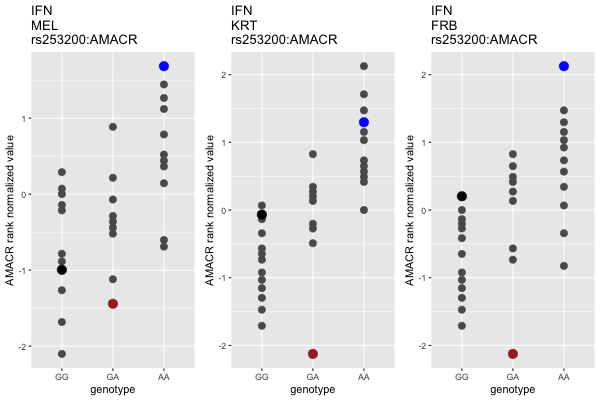 IFN
MEL
rs253200:AMACR
AMACR rank normalized value
1
0
-1
-2
GG GA AA
genotype
IFN
KRT
rs253200:AMACR
AMACR rank normalized value
2
1
0
-1
-2
GG GA AA
genotype
IFN
FRB
rs253200:AMACR
AMACR rank normalized value
2
1
0
-1
-2
GG GA AA
genotype